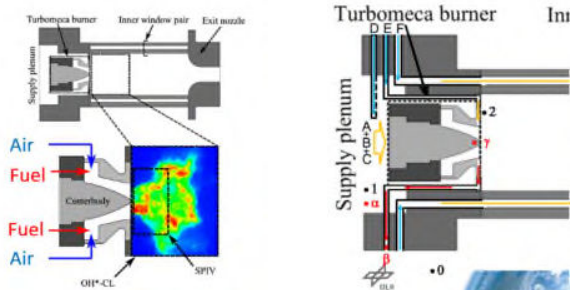 Turbomeca burner
Inner window pair
Exit nozzle
Supply plenum
Air
Fuel
Centerbody
Fuel
Air
OH*-CL
SPIV
Turbomeca burner
Inn
D E F
Supply plenum
A
+
B
+
C
2
γ
1
α
β
0